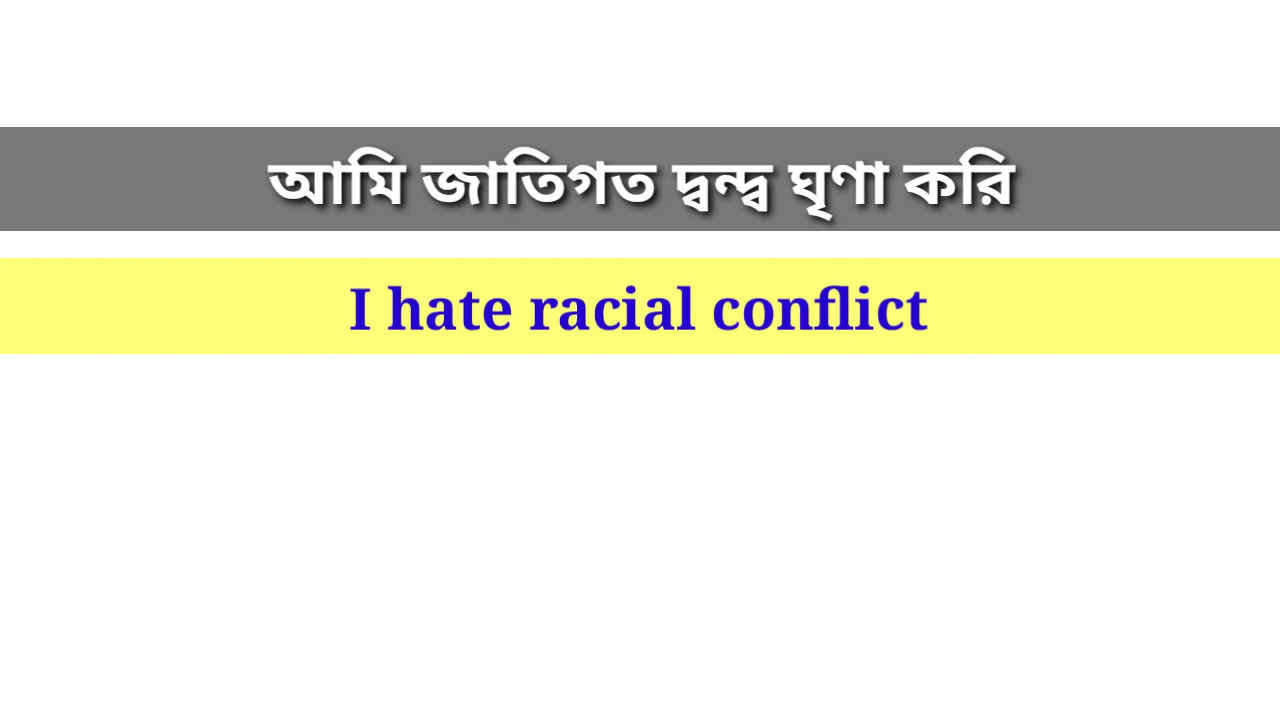 আমি জাতিগত দ্বন্দ্ব ঘৃণা করি
I hate racial conflict